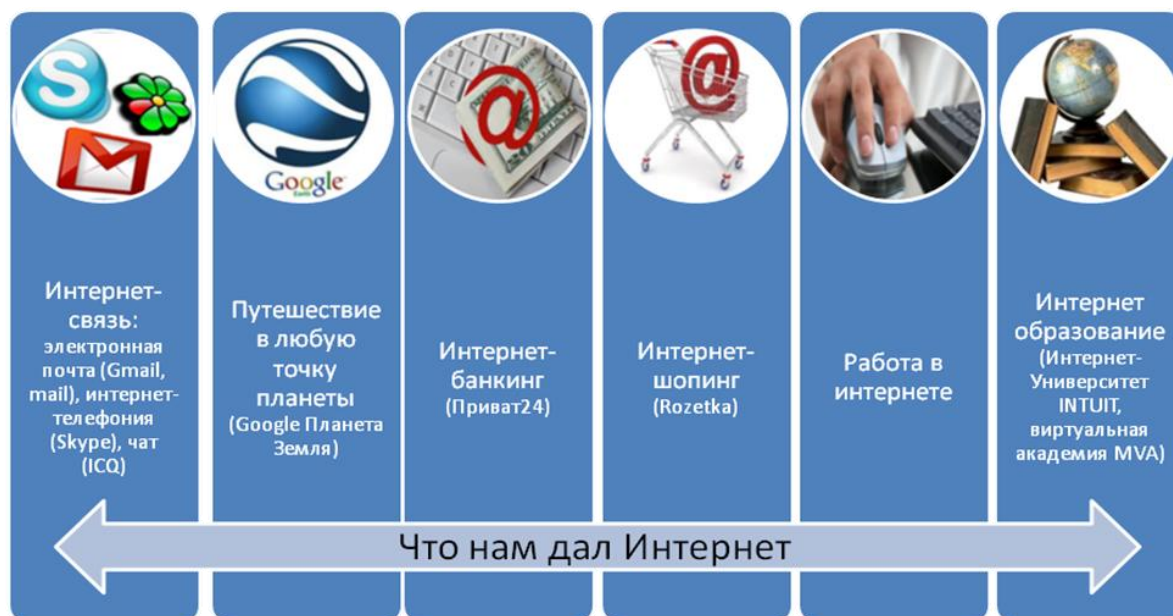 Google
Earth
Интернет-
связь:
электронная
почта (Gmail,
mail), интернет-
телефония
(Skype), чат
(ICQ)
Путешествие
в любую
точку
планеты
(Google Планета
Земля)
Интернет-
банкинг
(Приват24)
Интернет-
шопинг
(Rozetka)
Работа в
интернете
Интернет
образование
(Интернет-
Университет
INTUIT,
виртуальная
академия MVA)
Что нам дал Интернет